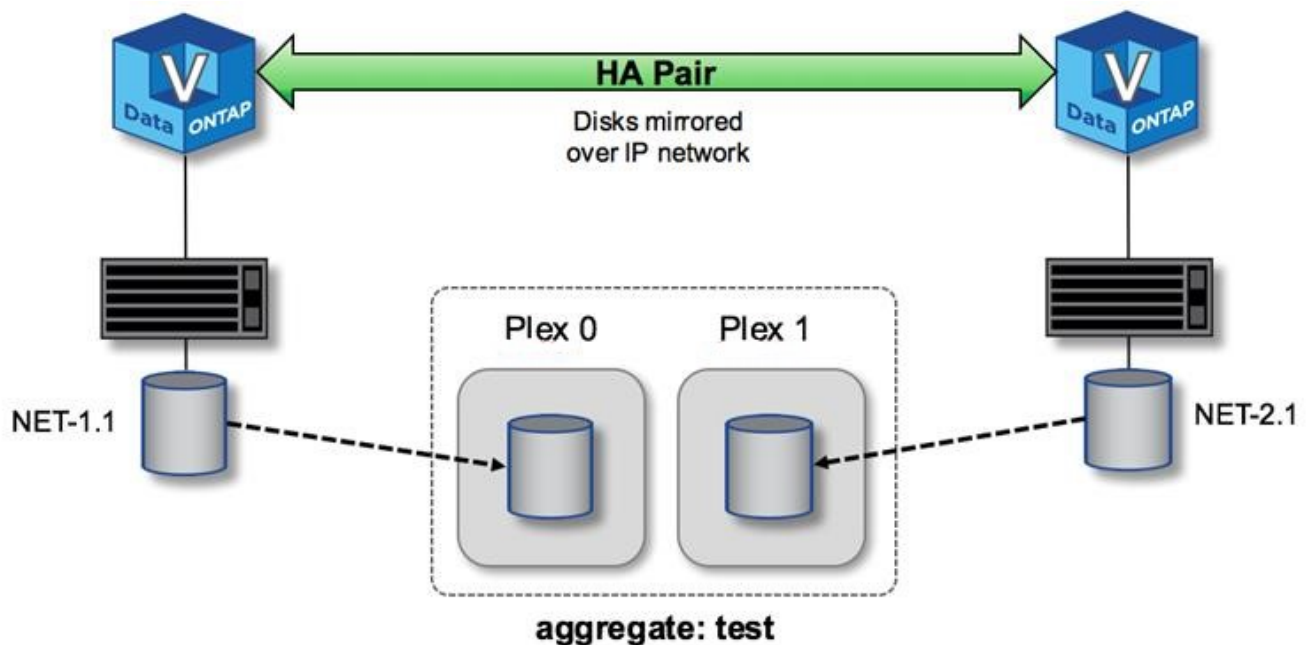 V
Data ONTAP
HA Pair
V
Data ONTAP
Disks mirrored
over IP network
Plex 0
Plex 1
NET-1.1
NET-2.1
aggregate: test